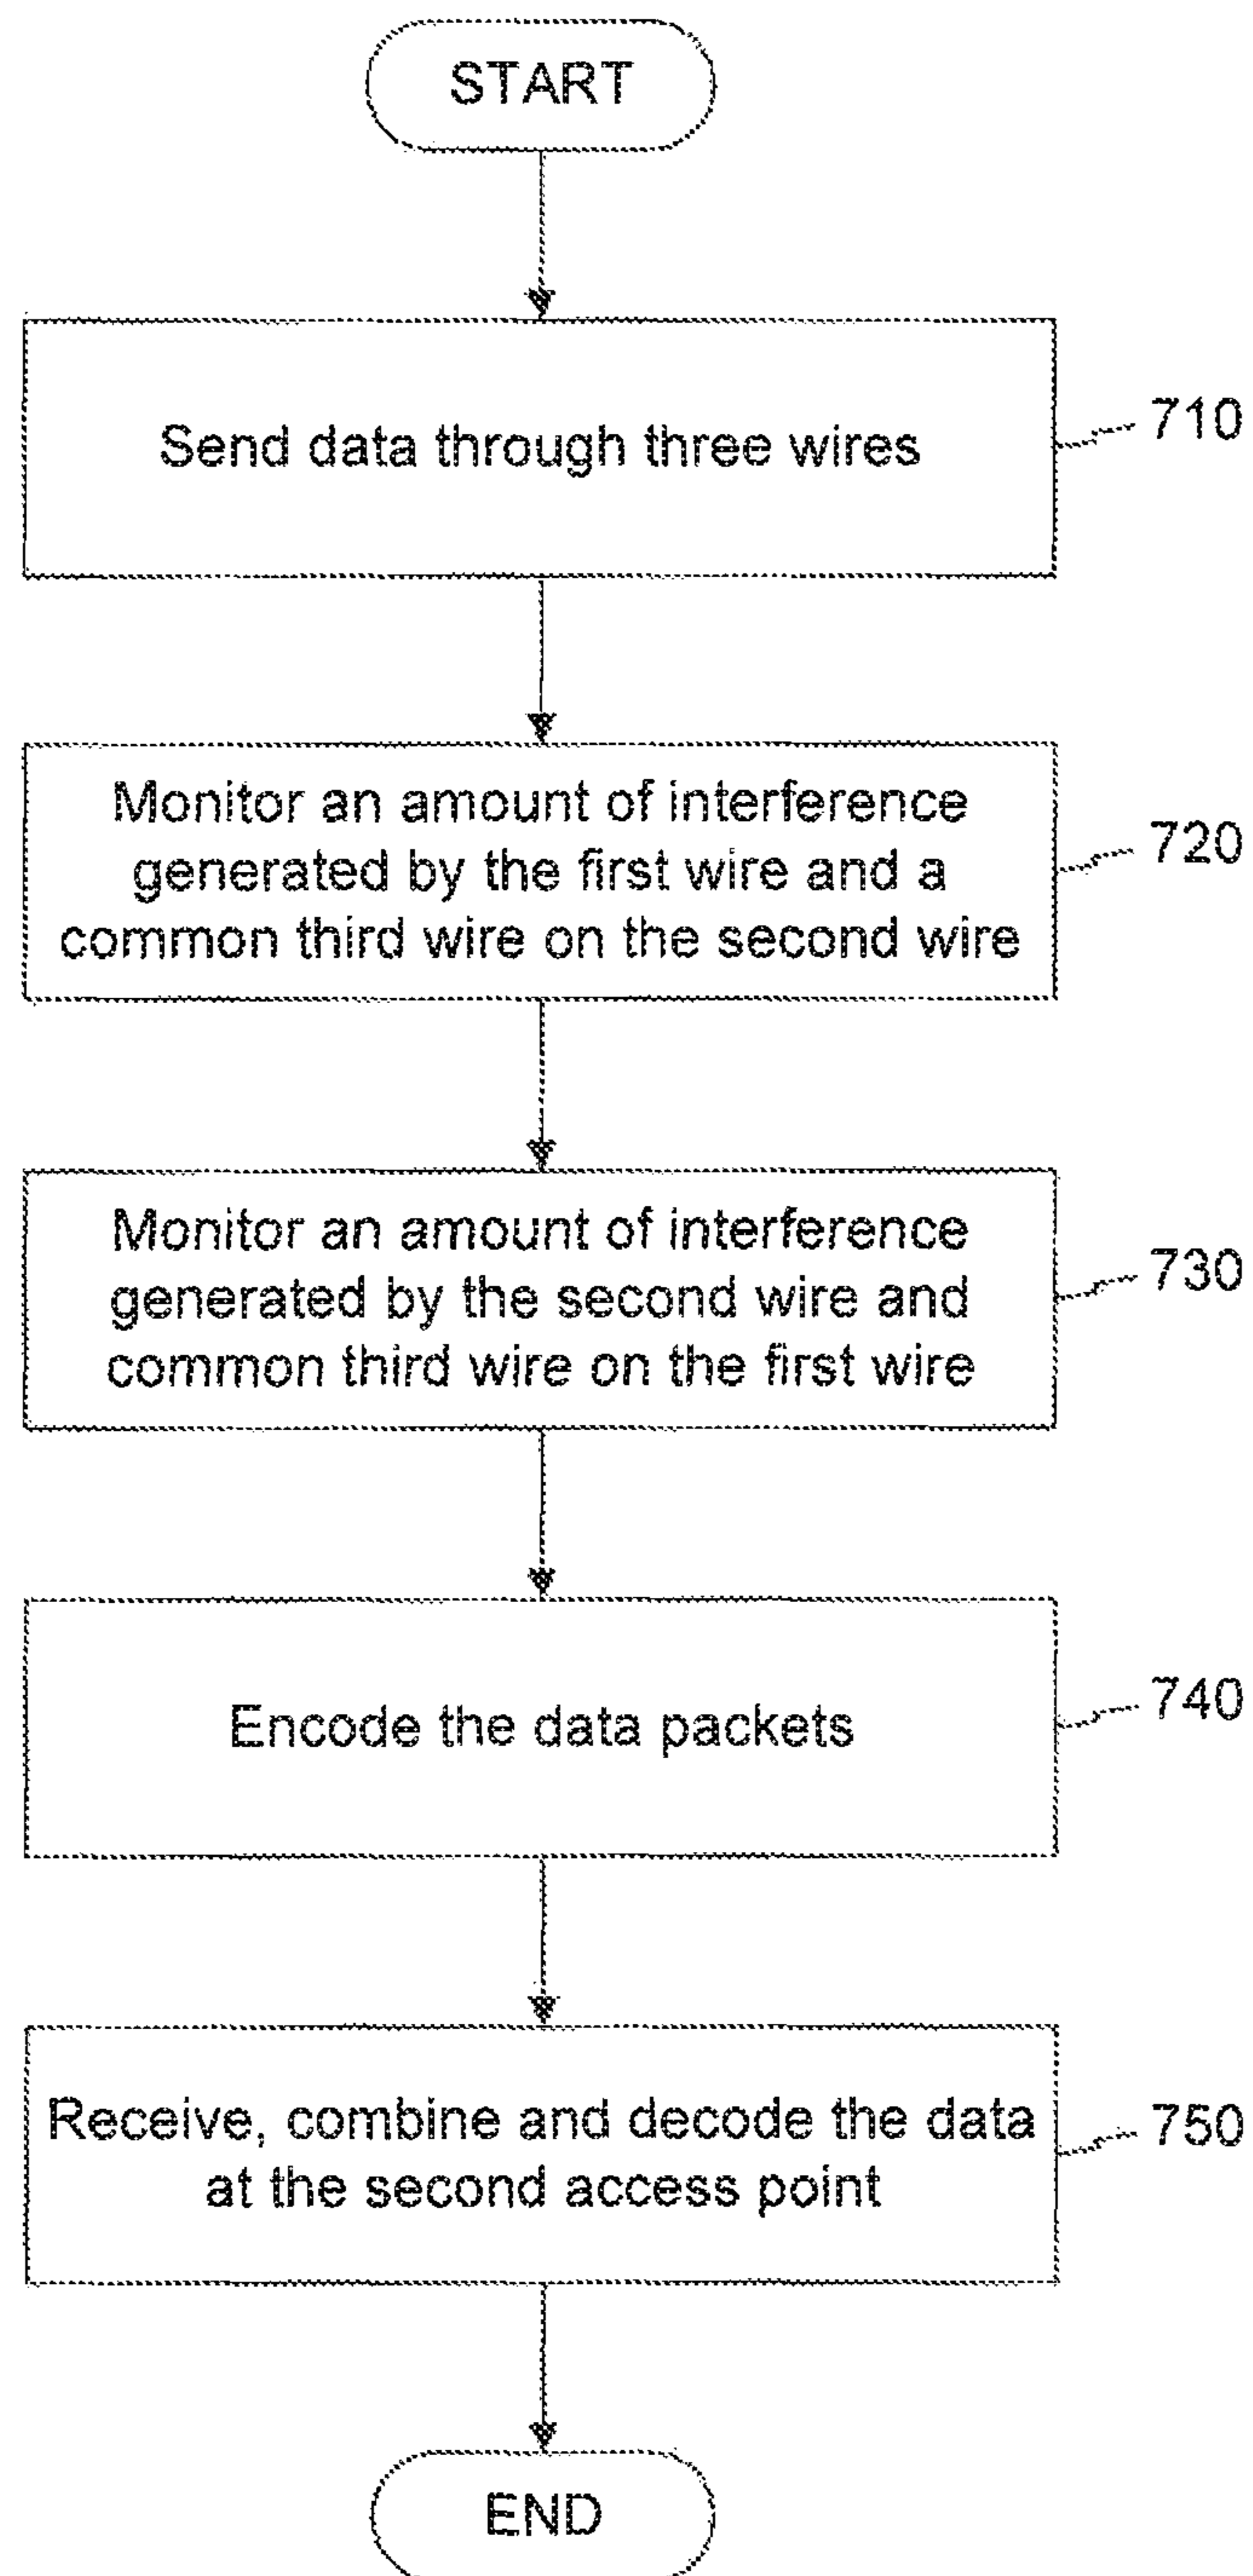 START
Send data through three wires
710
Monitor an amount of interference
generated by the first wire and a
common third wire on the second wire
720
Monitor an amount of interference
generated by the second wire and
common third wire on the first wire
730
Encode the data packets
740
Receive, combine and decode the data
at the second access point
750
END